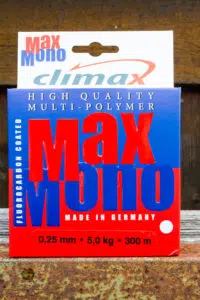 Max
Mono
climax
HIGH QUALITY
MULTI-POLYMER
FLUOROCARBON COATED
Max
Mono
MADE IN GERMANY
0,25 mm • 5,0 kg • 300 m